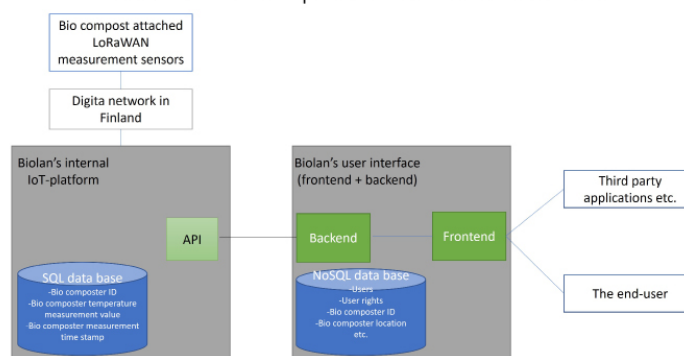 Bio compost attached
LoRaWAN
measurement sensors
Digita network in
Finland
Biolan's internal
IoT-platform
API
SQL data base
-Bio composter ID
-Bio composter temperature
measurement value
-Bio composter measurement
time stamp
Biolan's user interface
(frontend + backend)
Backend
Frontend
NoSQL data base
-Users
-User rights
-Bio composter ID
-Bio composter location
etc.
Third party
applications etc.
The end-user